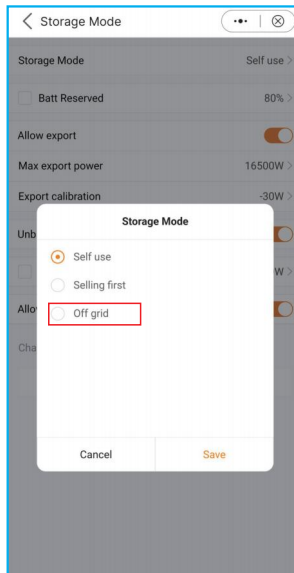 Storage Mode
Storage Mode Self use
Batt Reserved 80%
Allow export
Max export power 16500W
Export calibration -30W
Storage Mode
Unb
Self use
W
Selling first
Allo
Off grid
Cha
Cancel Save